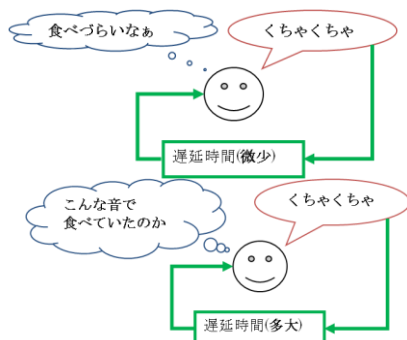 食べづらいなぁ
くちゃくちゃ
遅延時間(微少)
こんな音で
食べていたのか
くちゃくちゃ
遅延時間(多大)